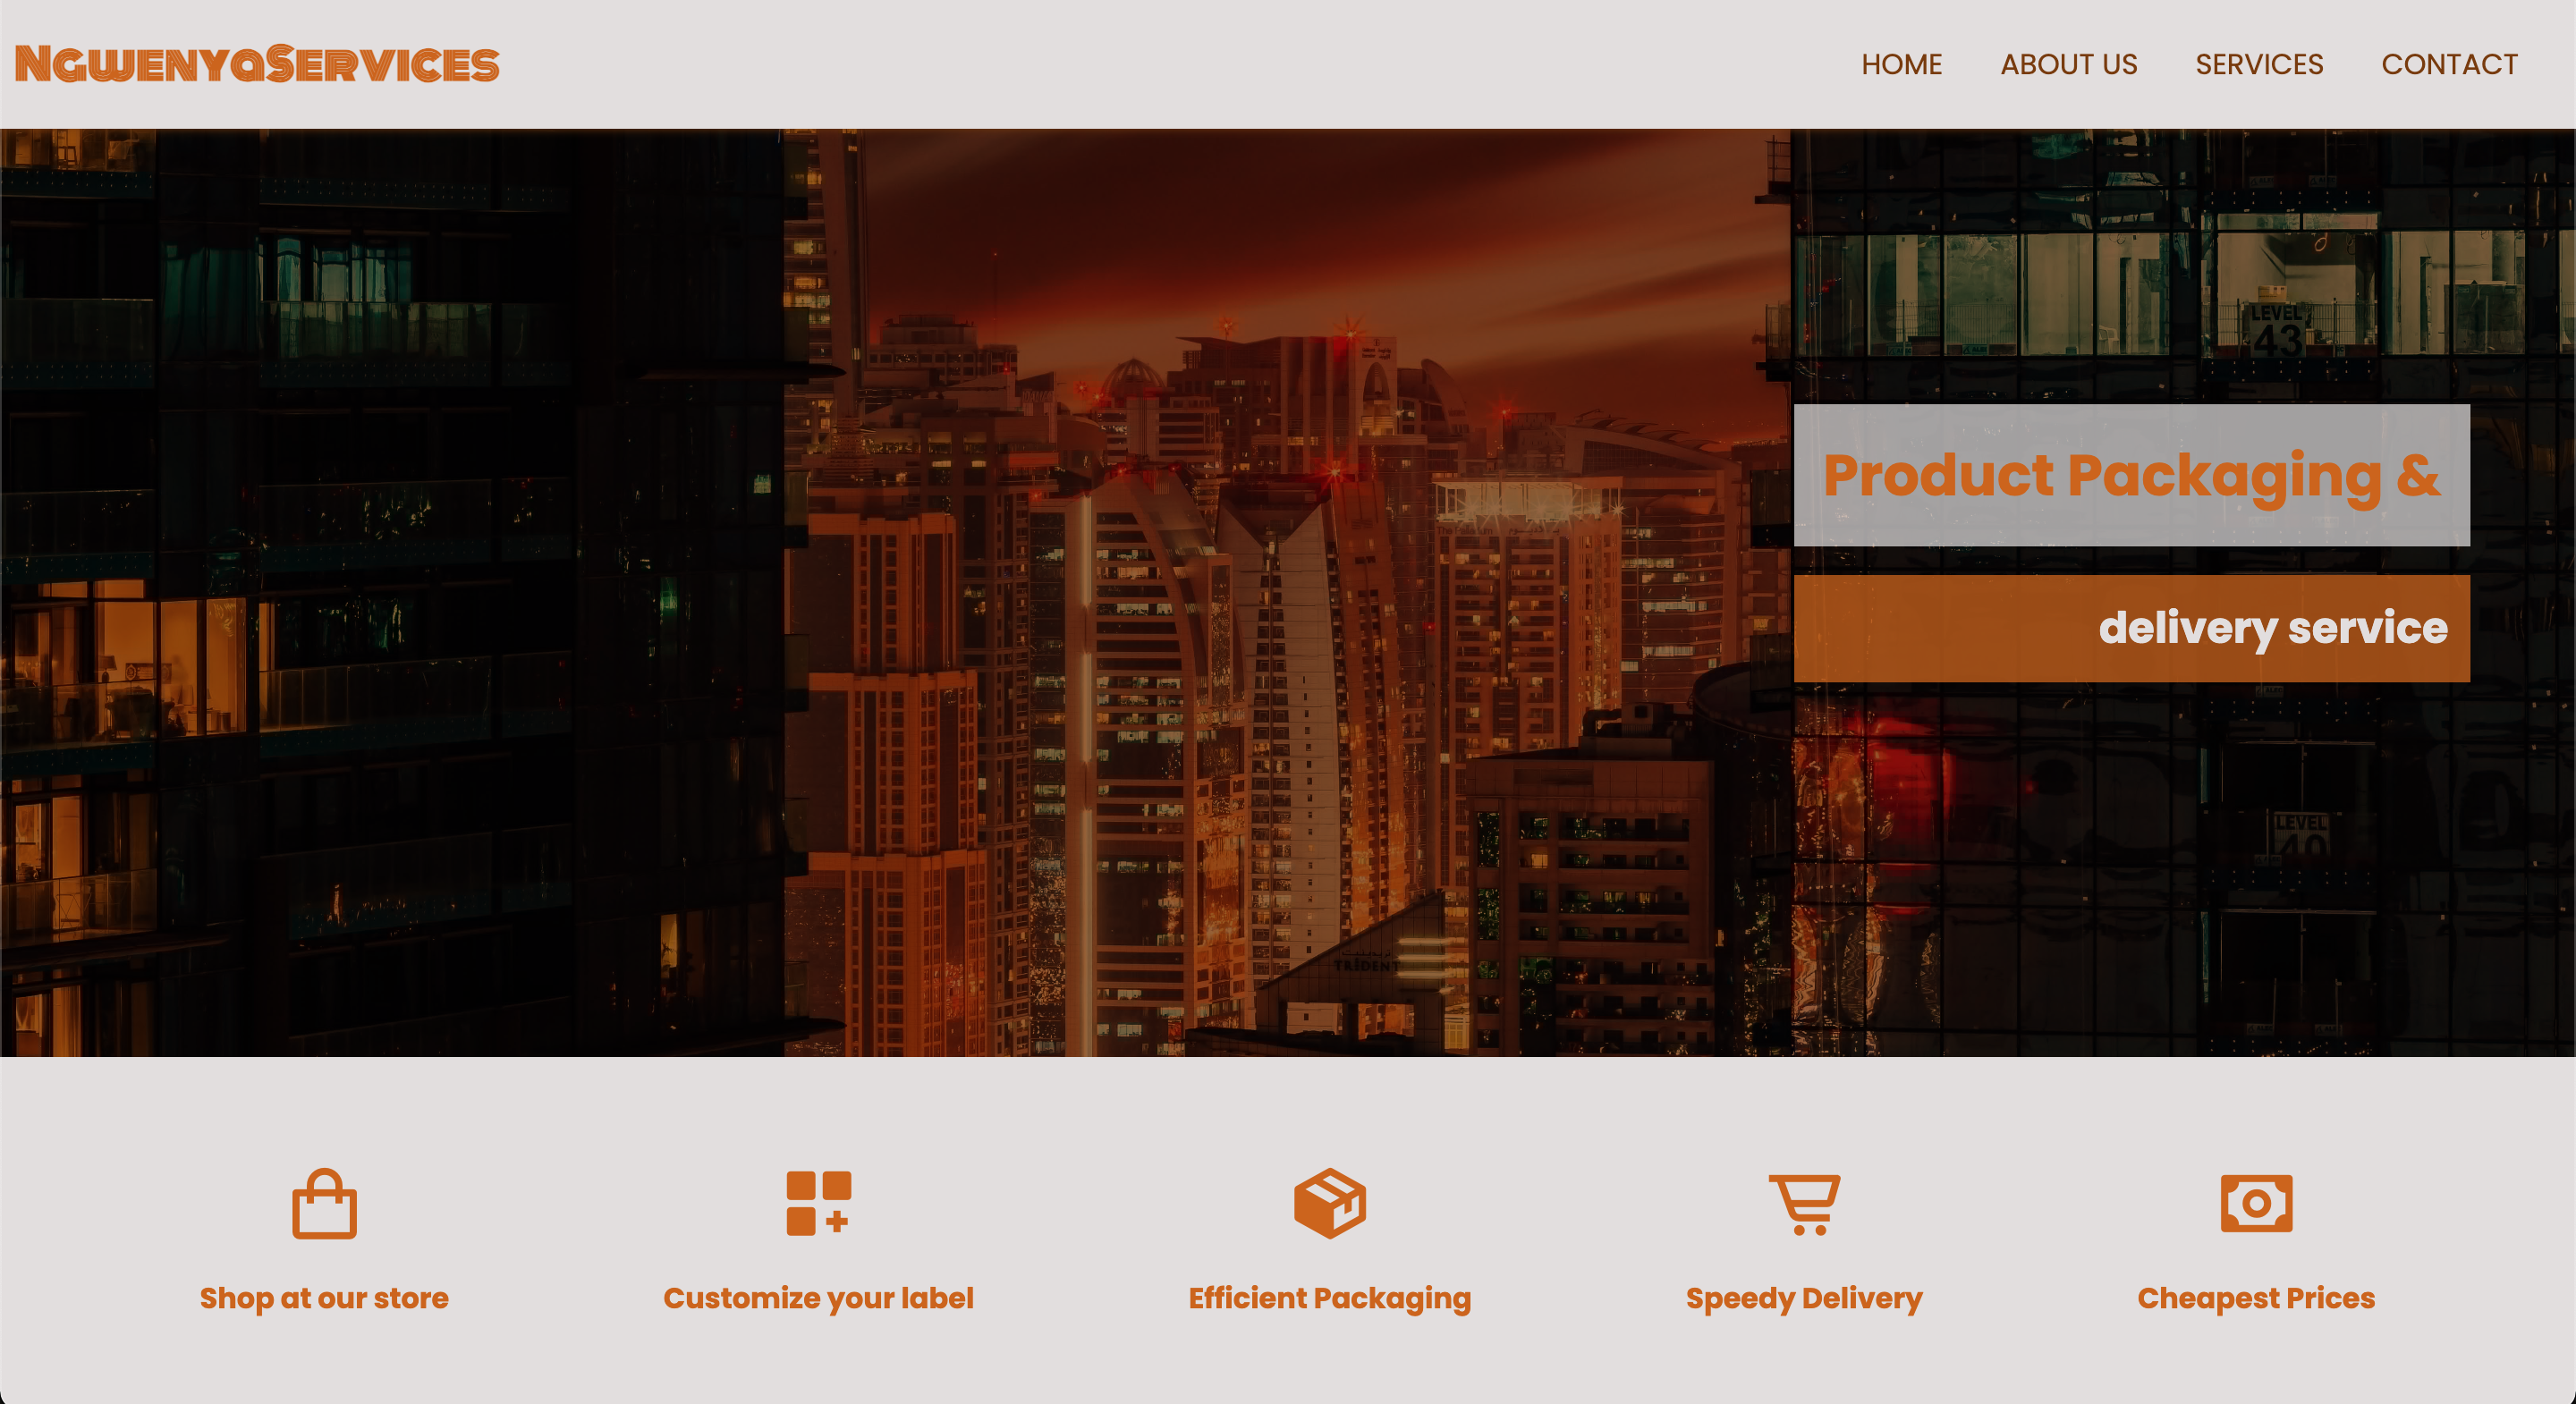 NgwenyaServices
HOME ABOUT US SERVICES CONTACT
LEVEL
43
Product Packaging &
delivery service
LEVEL
40
TRIDENT
Shop at our store
Customize your label
Efficient Packaging
Speedy Delivery
Cheapest Prices